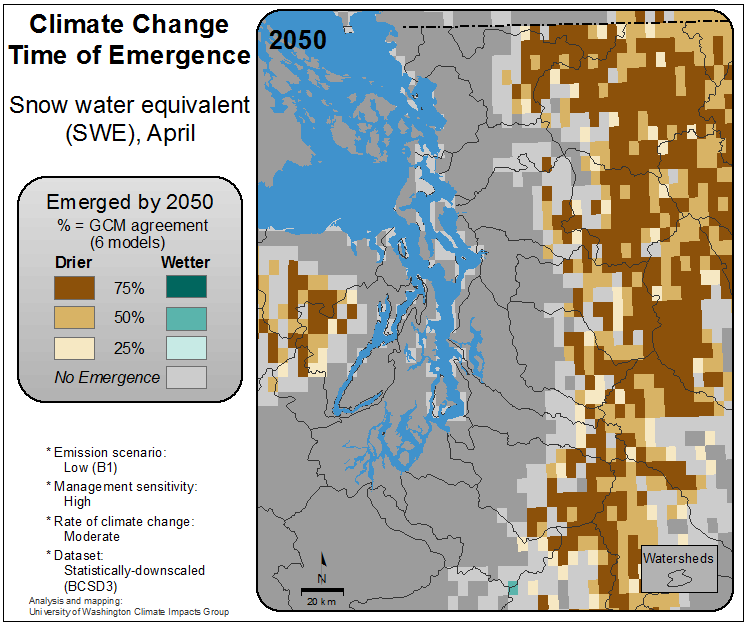 Climate Change
Time of Emergence
Snow water equivalent
(SWE), April
Emerged by 2050
% = GCM agreement
(6 models)
Drier Wetter
75%
50%
25%
No Emergence
* Emission scenario:
Low (B1)
* Management sensitivity:
High
* Rate of climate change:
Moderate
* Dataset:
Statistically-downscaled
(BCSD3)
Analysis and mapping:
University of Washington Climate Impacts Group
2050
N
20 km
Watersheds